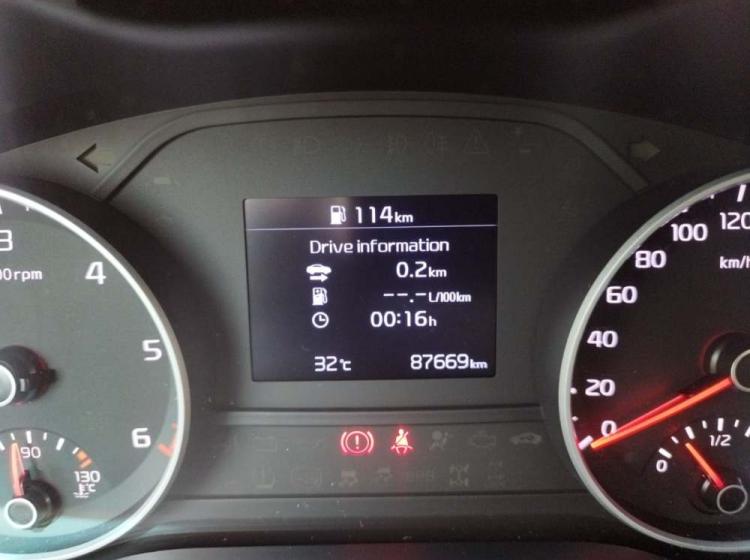 114km
Drive information
0.2km
--.- L/100km
00:16h
32°C 87669km
3
4
5
6
00rpm
90
130
°C
0
20
40
60
80
100
120
km/h
0
1/2